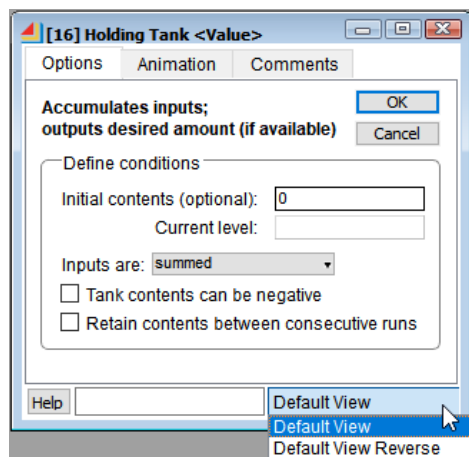 [16] Holding Tank <Value>
Options Animation Comments
Accumulates inputs;
outputs desired amount (if available)
OK
Cancel
Define conditions
Initial contents (optional): 0
Current level:
Inputs are: summed
Tank contents can be negative
Retain contents between consecutive runs
Help
Default View
Default View
Default View Reverse